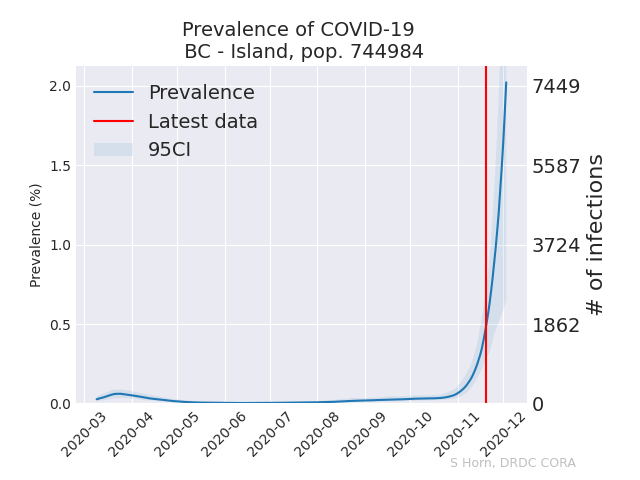 Prevalence of COVID-19
BC - Island, pop. 744984
Prevalence
Latest data
95CI
Prevalence (%)
2.0
1.5
1.0
0.5
0.0
7449
5587
3724
1862
0
# of infections
2020-03
2020-04
2020-05
2020-06
2020-07
2020-08
2020-09
2020-10
2020-11
2020-12
S Horn, DRDC CORA